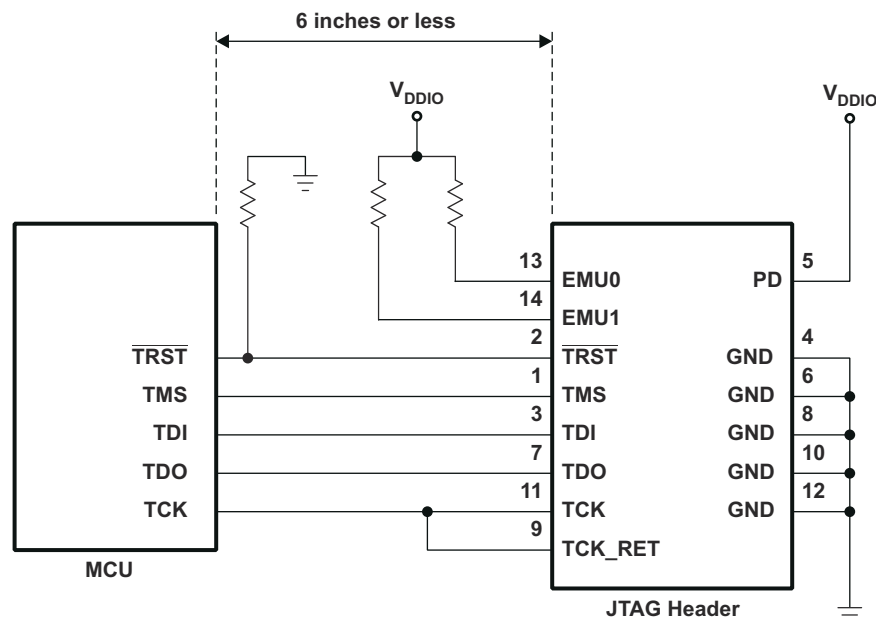 6 inches or less
VDDIO
VDDIO
13
EMU0
5
PD
14
EMU1
TRST
2
TRST
4
GND
TMS
1
TMS
6
GND
TDI
3
TDI
8
GND
TDO
7
TDO
10
GND
TCK
11
TCK
12
GND
9
TCK_RET
MCU
JTAG Header